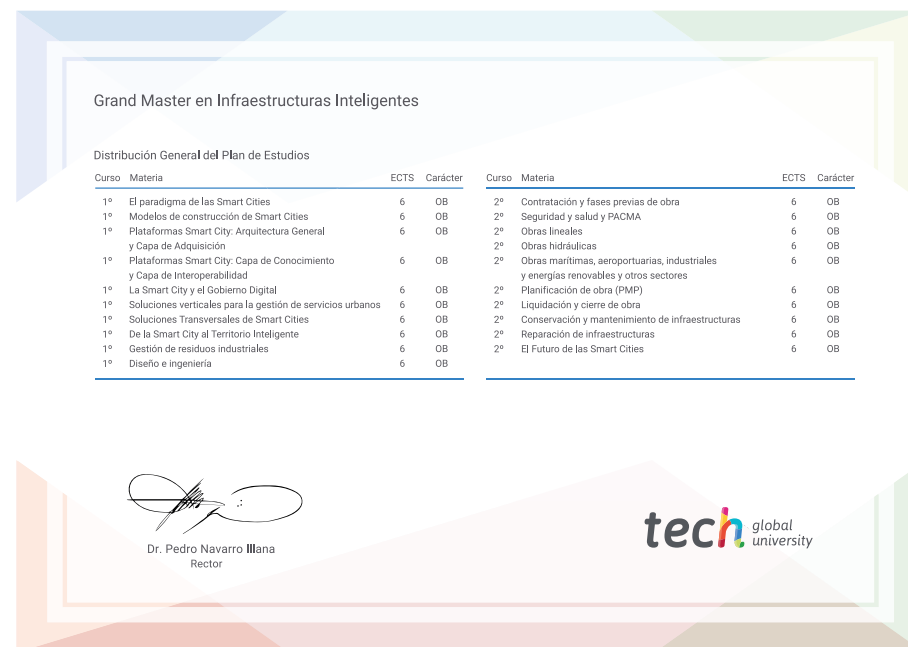 Grand Master en Infraestructuras Inteligentes
Distribución General del Plan de Estudios
Curso Materia ECTS Carácter
1º El paradigma de las Smart Cities 6 OB
1º Modelos de construcción de Smart Cities 6 OB
1º Plataformas Smart City: Arquitectura General 6 OB
y Capa de Adquisición
1º Plataformas Smart City: Capa de Conocimiento 6 OB
y Capa de Interoperabilidad
1º La Smart City y el Gobierno Digital 6 OB
1º Soluciones verticales para la gestión de servicios urbanos 6 OB
1º Soluciones Transversales de Smart Cities 6 OB
1º De la Smart City al Territorio Inteligente 6 OB
1º Gestión de residuos industriales 6 OB
1º Diseño e ingeniería 6 OB
Curso Materia ECTS Carácter
2º Contratación y fases previas de obra 6 OB
2º Seguridad y salud y PACMA 6 OB
2º Obras lineales 6 OB
2º Obras hidráulicas 6 OB
2º Obras marítimas, aeroportuarias, industriales 6 OB
y energías renovables y otros sectores
2º Planificación de obra (PMP) 6 OB
2º Liquidación y cierre de obra 6 OB
2º Conservación y mantenimiento de infraestructuras 6 OB
2º Reparación de infraestructuras 6 OB
2º El Futuro de las Smart Cities 6 OB
Dr. Pedro Navarro Illana
Rector
tech global
university